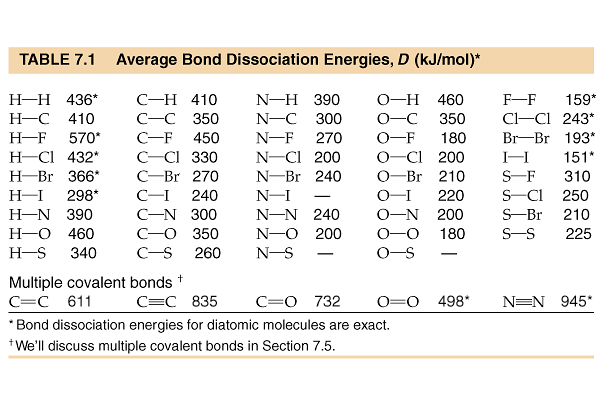 TABLE 7.1 Average Bond Dissociation Energies, D (kJ/mol)*
H—H 436* C—H 410 N—H 390 O—H 460 F—F 159*
H—C 410 C—C 350 N—C 300 O—C 350 Cl—Cl 243*
H—F 570* C—F 450 N—F 270 O—F 180 Br—Br 193*
H—Cl 432* C—Cl 330 N—Cl 200 O—Cl 200 I—I 151*
H—Br 366* C—Br 270 N—Br 240 O—Br 210 S—F 310
H—I 298* C—I 240 N—I — O—I 220 S—Cl 250
H—N 390 C—N 300 N—N 240 O—N 200 S—Br 210
H—O 460 C—O 350 N—O 200 O—O 180 S—S 225
H—S 340 C—S 260 N—S — O—S —
Multiple covalent bonds †
C=C 611 C≡C 835 C=O 732 O=O 498* N≡N 945*
* Bond dissociation energies for diatomic molecules are exact.
† We'll discuss multiple covalent bonds in Section 7.5.